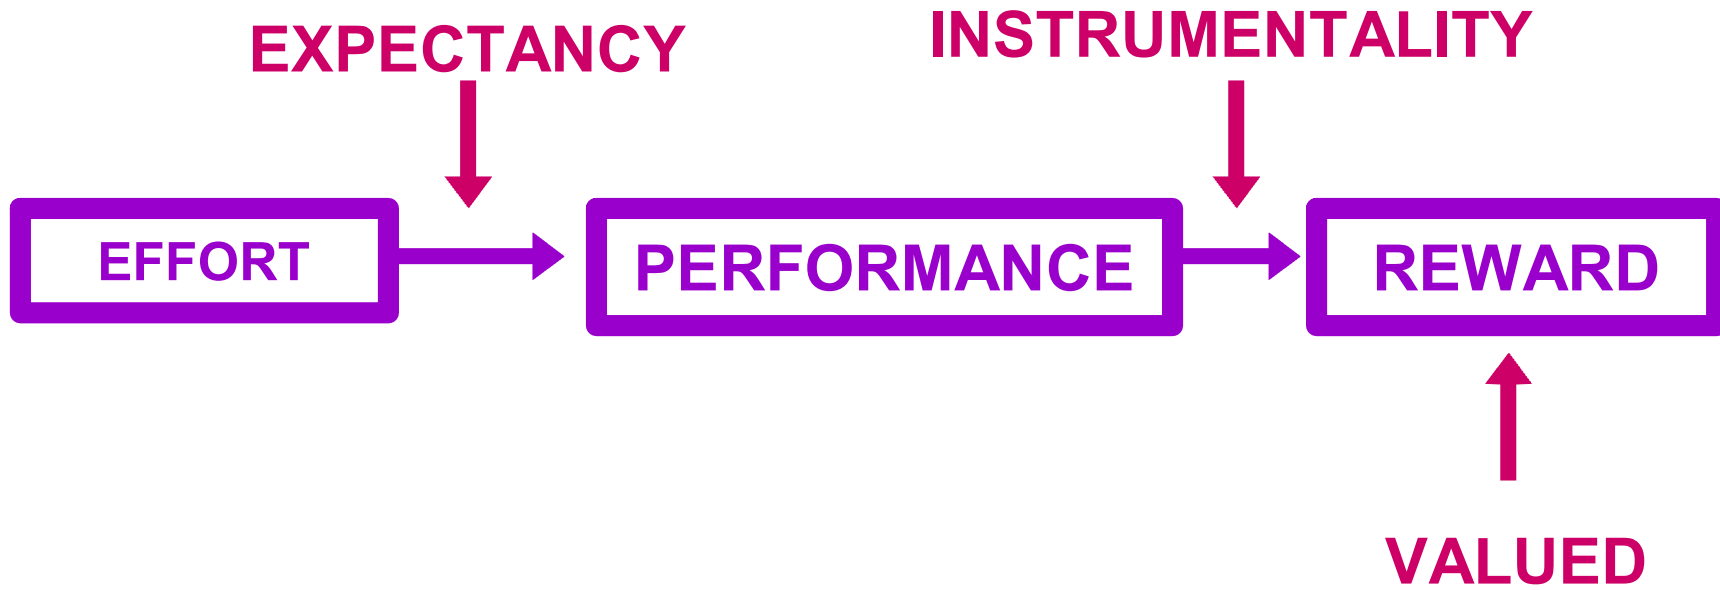 EXPECTANCY
INSTRUMENTALITY
EFFORT
PERFORMANCE
REWARD
VALUED